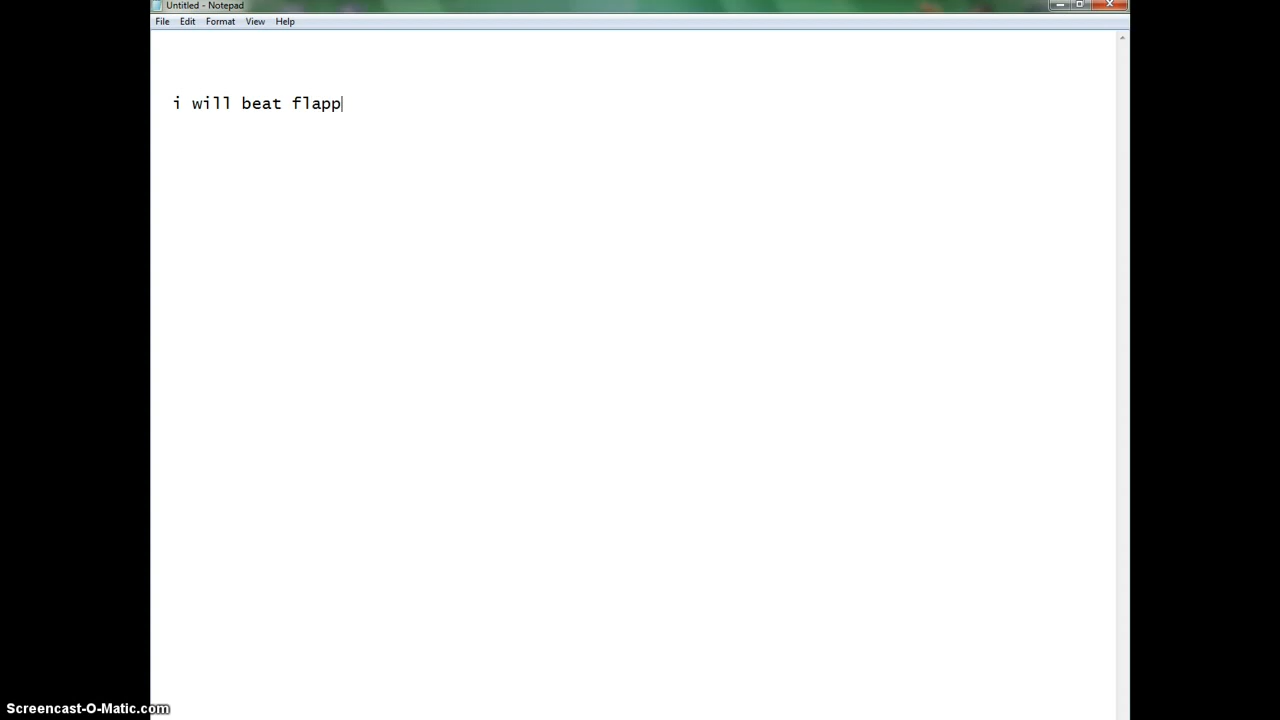 Untitled - Notepad
File Edit Format View Help
i will beat flapp
Screencast-O-Matic.com